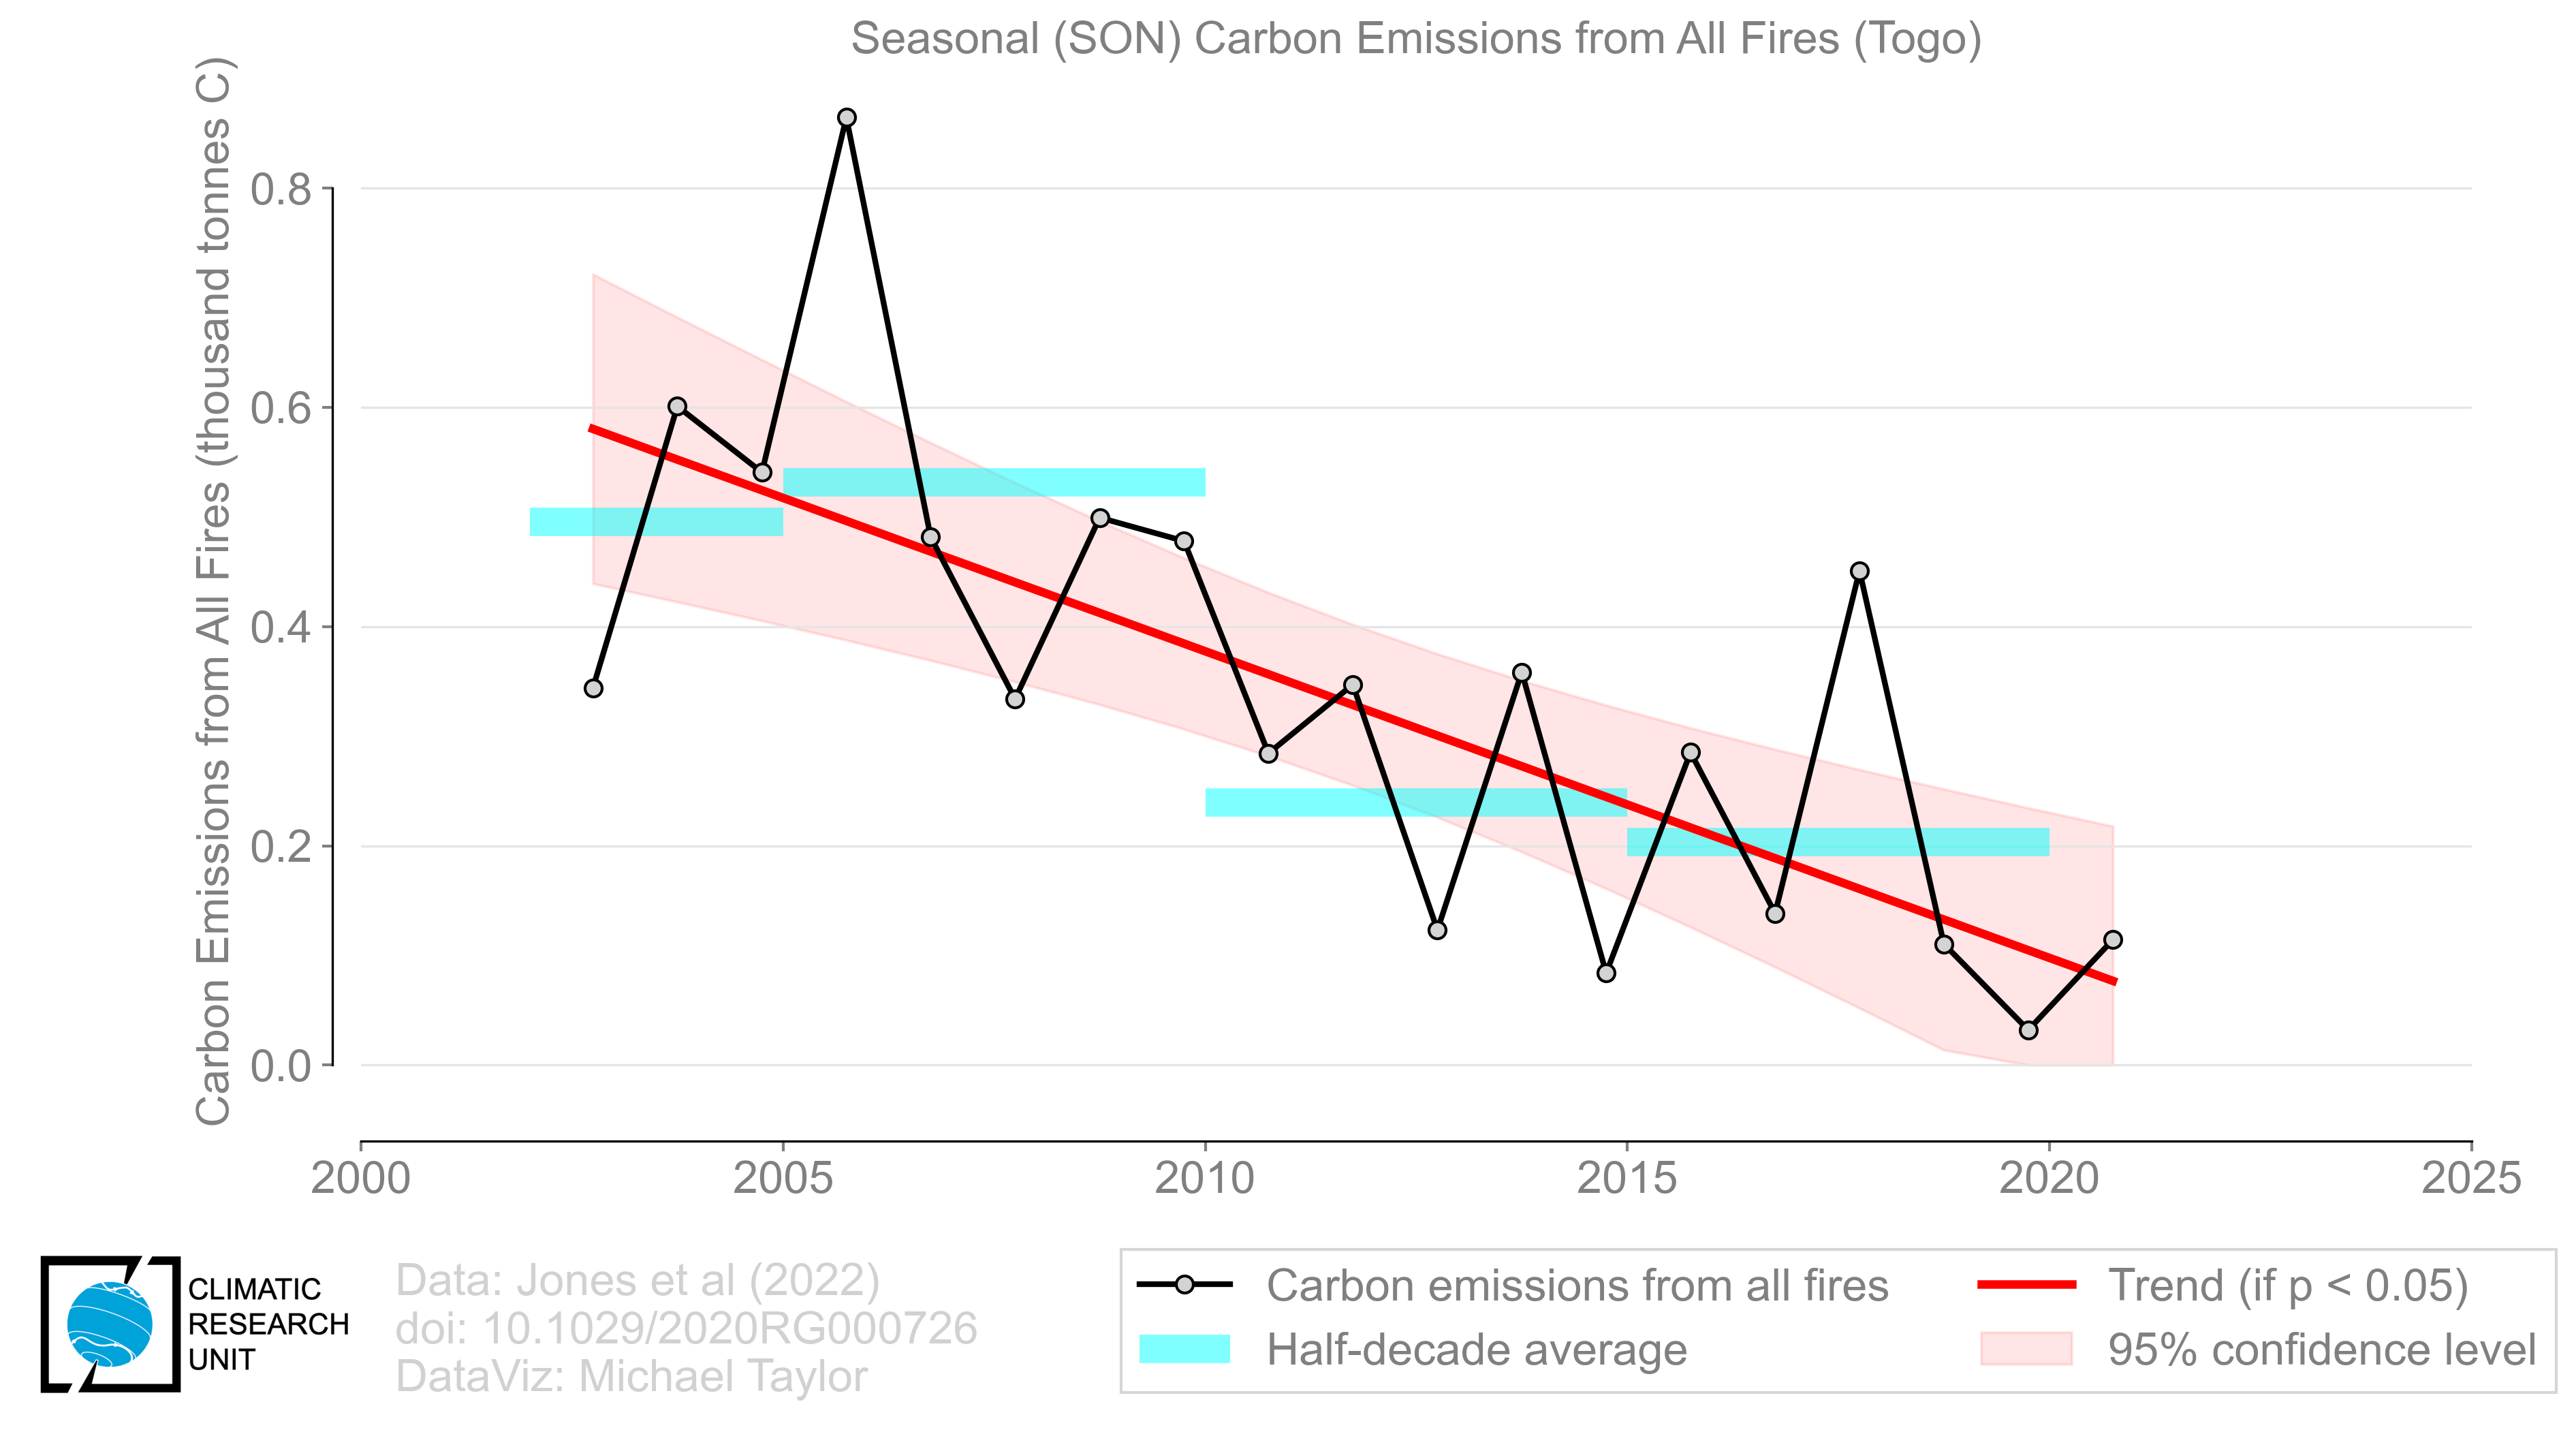 Seasonal (SON) Carbon Emissions from All Fires (Togo)
Carbon Emissions from All Fires (thousand tonnes C)
0.8
0.6
0.4
0.2
0.0
2000
2005
2010
2015
2020
2025
CLIMATIC
RESEARCH
UNIT
Data: Jones et al (2022)
doi: 10.1029/2020RG000726
DataViz: Michael Taylor
Carbon emissions from all fires
Half-decade average
Trend (if p < 0.05)
95% confidence level